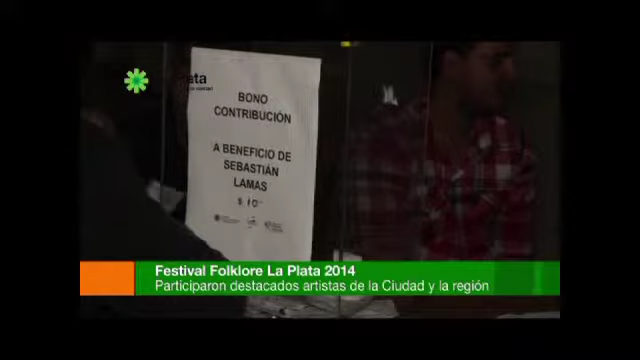 BONO
CONTRIBUCIÓN
A BENEFICIO DE
SEBASTIÁN
LAMAS
$ 10
Festival Folklore La Plata 2014
Participaron destacados artistas de la Ciudad y la región